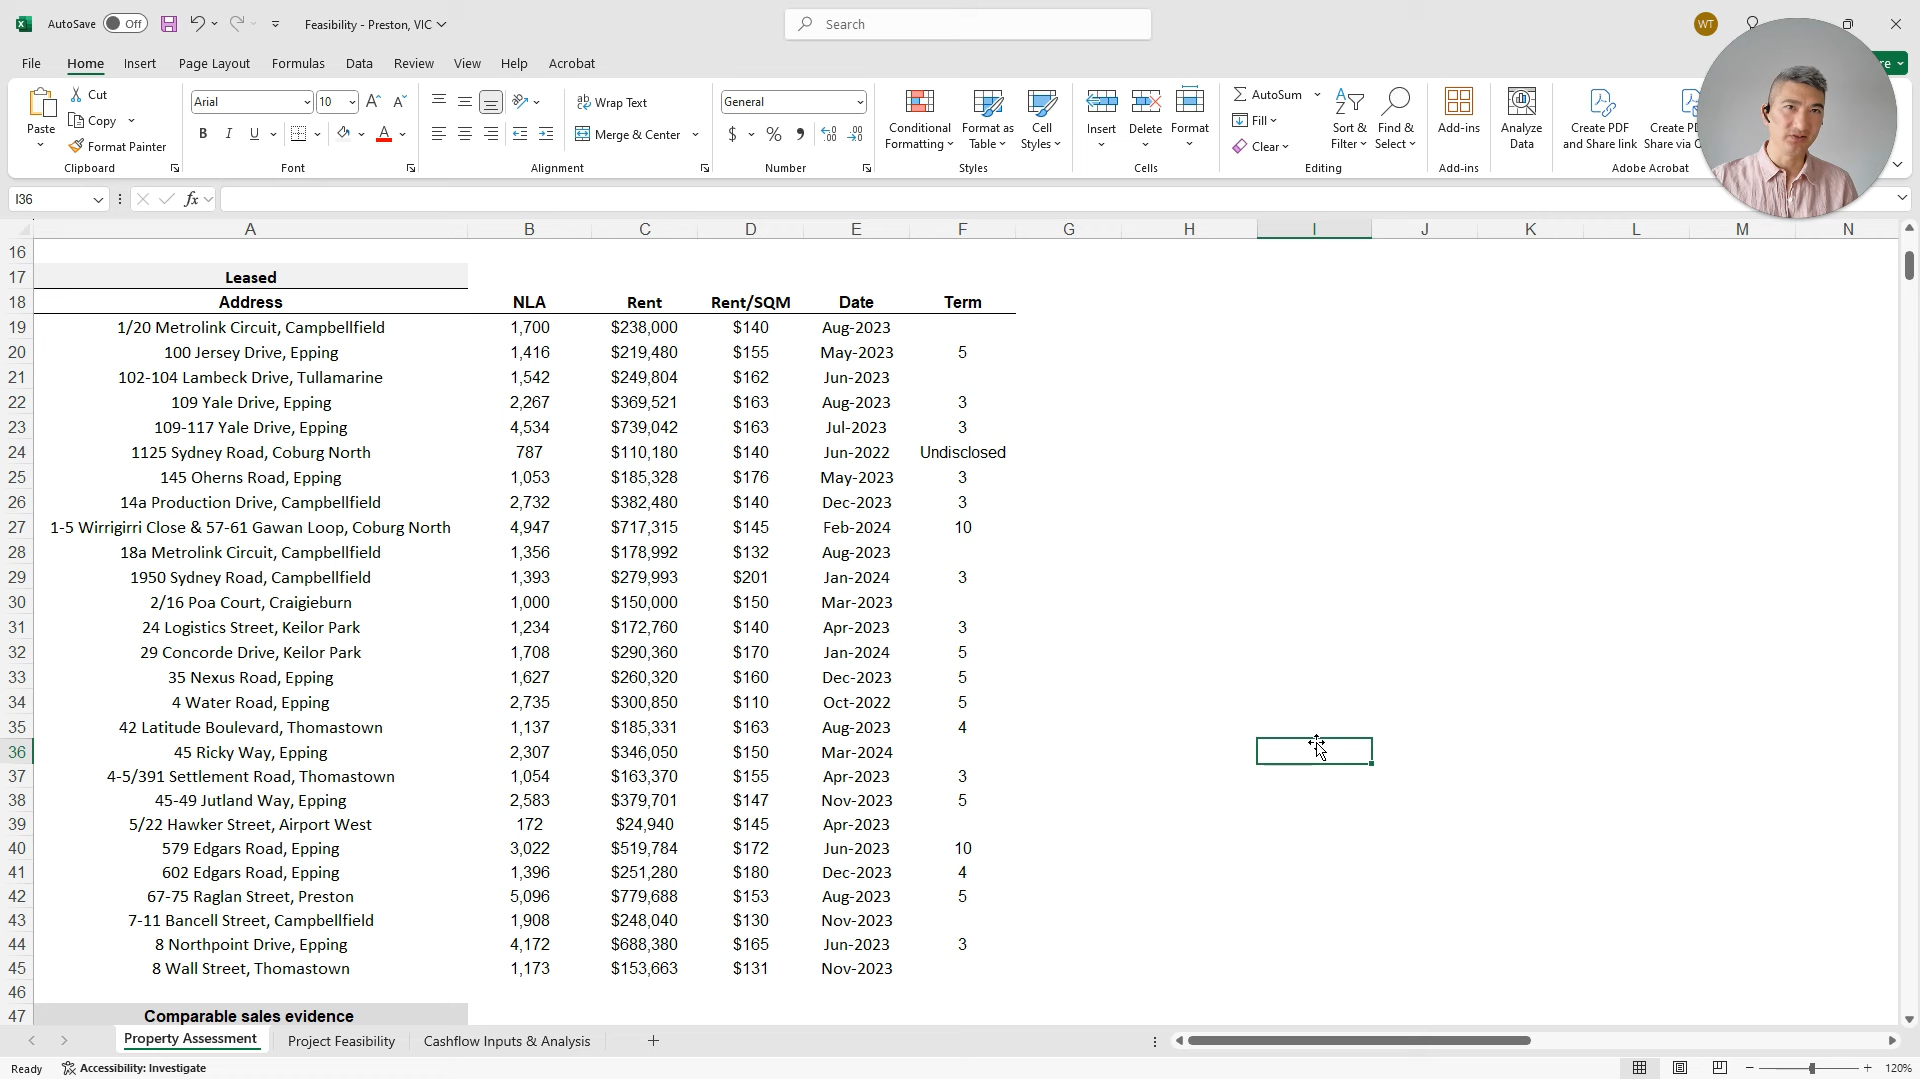 AutoSave Off Feasibility - Preston, VIC Search WT
File Home Insert Page Layout Formulas Data Review View Help Acrobat
Paste Cut Copy Format Painter Clipboard
Arial 10 B I U A Font
Wrap Text Merge & Center Alignment
General $ % , Number
Conditional Formatting Format as Table Cell Styles Styles
Insert Delete Format Cells
AutoSum Fill Clear Sort & Filter Find & Select Editing
Add-ins Add-ins
Analyze Data
Create PDF and Share link Adobe Acrobat
I36 fx
A B C D E F G H I J K L M N
16
17 Leased
18 Address NLA Rent Rent/SQM Date Term
19 1/20 Metrolink Circuit, Campbellfield 1,700 $238,000 $140 Aug-2023
20 100 Jersey Drive, Epping 1,416 $219,480 $155 May-2023 5
21 102-104 Lambeck Drive, Tullamarine 1,542 $249,804 $162 Jun-2023
22 109 Yale Drive, Epping 2,267 $369,521 $163 Aug-2023 3
23 109-117 Yale Drive, Epping 4,534 $739,042 $163 Jul-2023 3
24 1125 Sydney Road, Coburg North 787 $110,180 $140 Jun-2022 Undisclosed
25 145 Oherns Road, Epping 1,053 $185,328 $176 May-2023 3
26 14a Production Drive, Campbellfield 2,732 $382,480 $140 Dec-2023 3
27 1-5 Wirrigirri Close & 57-61 Gawan Loop, Coburg North 4,947 $717,315 $145 Feb-2024 10
28 18a Metrolink Circuit, Campbellfield 1,356 $178,992 $132 Aug-2023
29 1950 Sydney Road, Campbellfield 1,393 $279,993 $201 Jan-2024 3
30 2/16 Poa Court, Craigieburn 1,000 $150,000 $150 Mar-2023
31 24 Logistics Street, Keilor Park 1,234 $172,760 $140 Apr-2023 3
32 29 Concorde Drive, Keilor Park 1,708 $290,360 $170 Jan-2024 5
33 35 Nexus Road, Epping 1,627 $260,320 $160 Dec-2023 5
34 4 Water Road, Epping 2,735 $300,850 $110 Oct-2022 5
35 42 Latitude Boulevard, Thomastown 1,137 $185,331 $163 Aug-2023 4
36 45 Ricky Way, Epping 2,307 $346,050 $150 Mar-2024
37 4-5/391 Settlement Road, Thomastown 1,054 $163,370 $155 Apr-2023 3
38 45-49 Jutland Way, Epping 2,583 $379,701 $147 Nov-2023 5
39 5/22 Hawker Street, Airport West 172 $24,940 $145 Apr-2023
40 579 Edgars Road, Epping 3,022 $519,784 $172 Jun-2023 10
41 602 Edgars Road, Epping 1,396 $251,280 $180 Dec-2023 4
42 67-75 Raglan Street, Preston 5,096 $779,688 $153 Aug-2023 5
43 7-11 Bancell Street, Campbellfield 1,908 $248,040 $130 Nov-2023
44 8 Northpoint Drive, Epping 4,172 $688,380 $165 Jun-2023 3
45 8 Wall Street, Thomastown 1,173 $153,663 $131 Nov-2023
46
47 Comparable sales evidence
Property Assessment Project Feasibility Cashflow Inputs & Analysis
Ready Accessibility: Investigate 120%